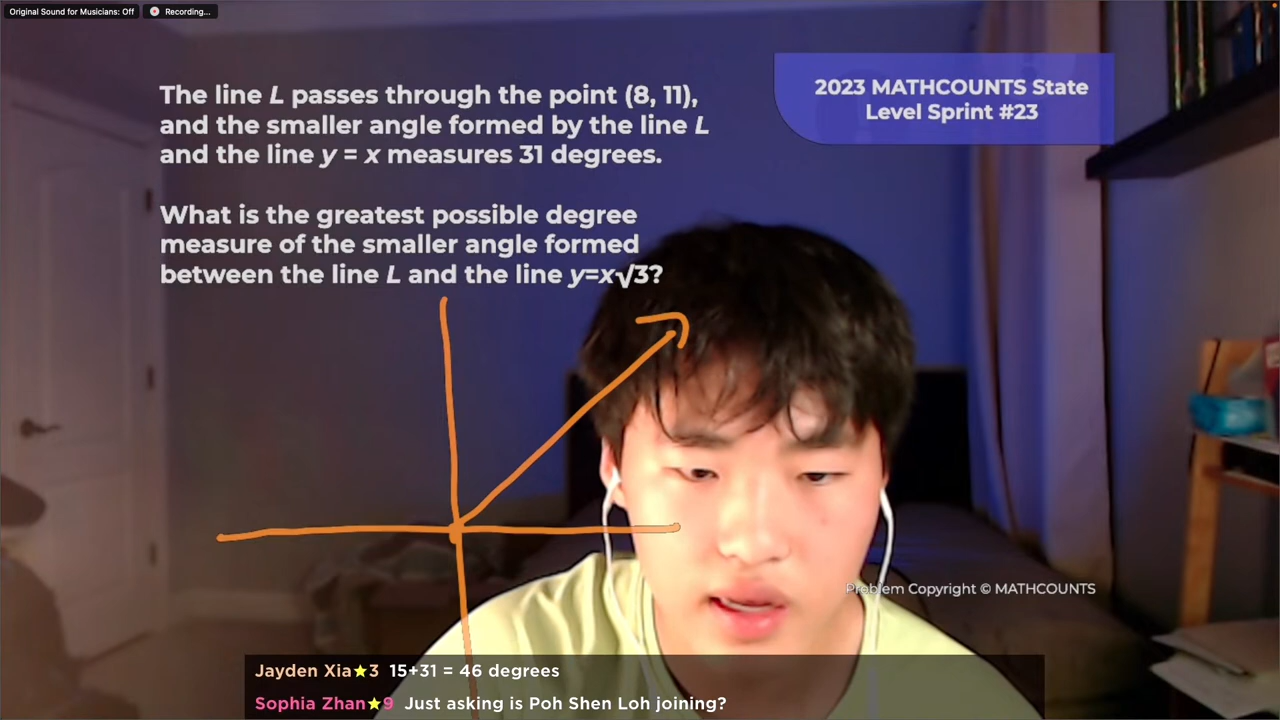 Original Sound for Musicians: Off
Recording...
The line L passes through the point (8, 11),
and the smaller angle formed by the line L
and the line y = x measures 31 degrees.
What is the greatest possible degree
measure of the smaller angle formed
between the line L and the line y=x√3?
2023 MATHCOUNTS State
Level Sprint #23
Problem Copyright © MATHCOUNTS
Jayden Xia⭐3 15+31 = 46 degrees
Sophia Zhan⭐9 Just asking is Poh Shen Loh joining?